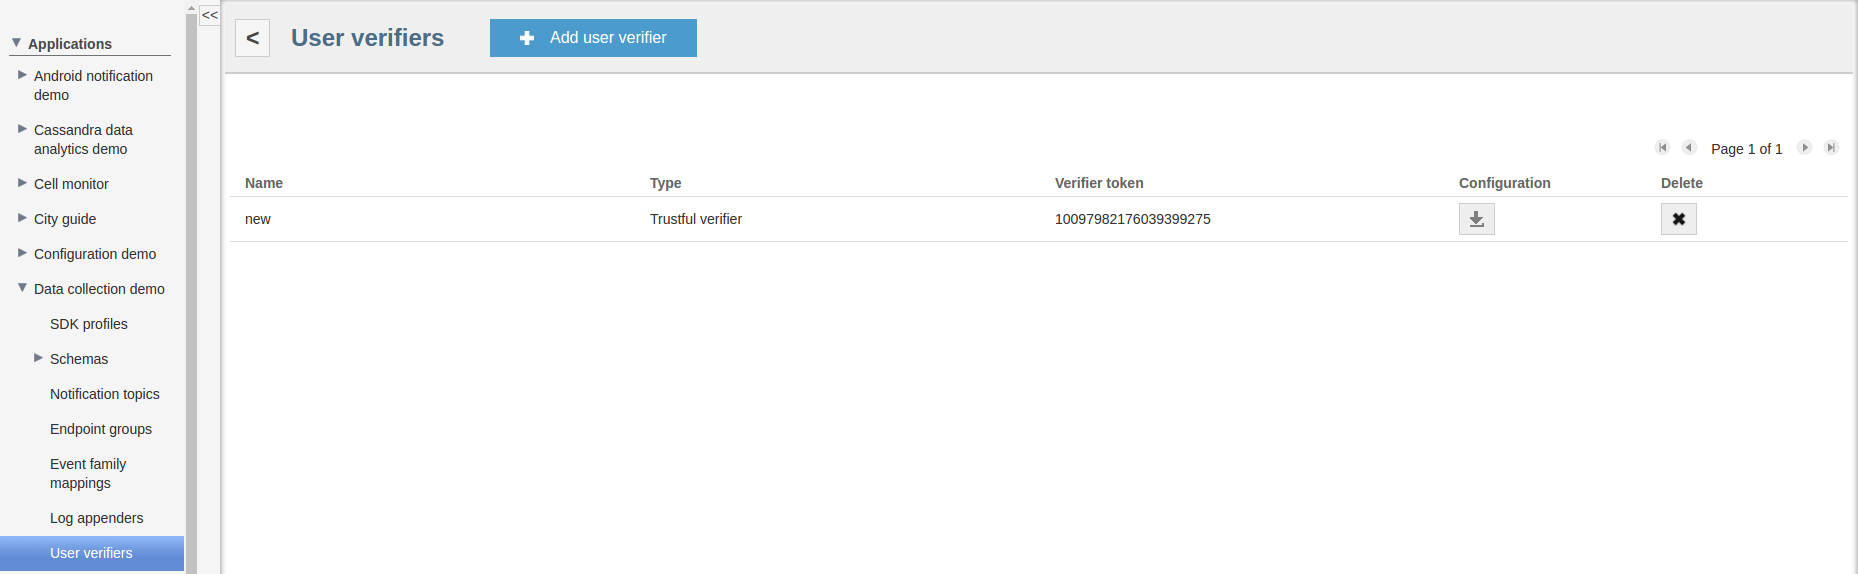 <<
Applications
Android notification
demo
Cassandra data
analytics demo
Cell monitor
City guide
Configuration demo
Data collection demo
SDK profiles
Schemas
Notification topics
Endpoint groups
Event family
mappings
Log appenders
User verifiers
< User verifiers Add user verifier
Page 1 of 1
Name Type Verifier token Configuration Delete
new Trustful verifier 10097982176039399275